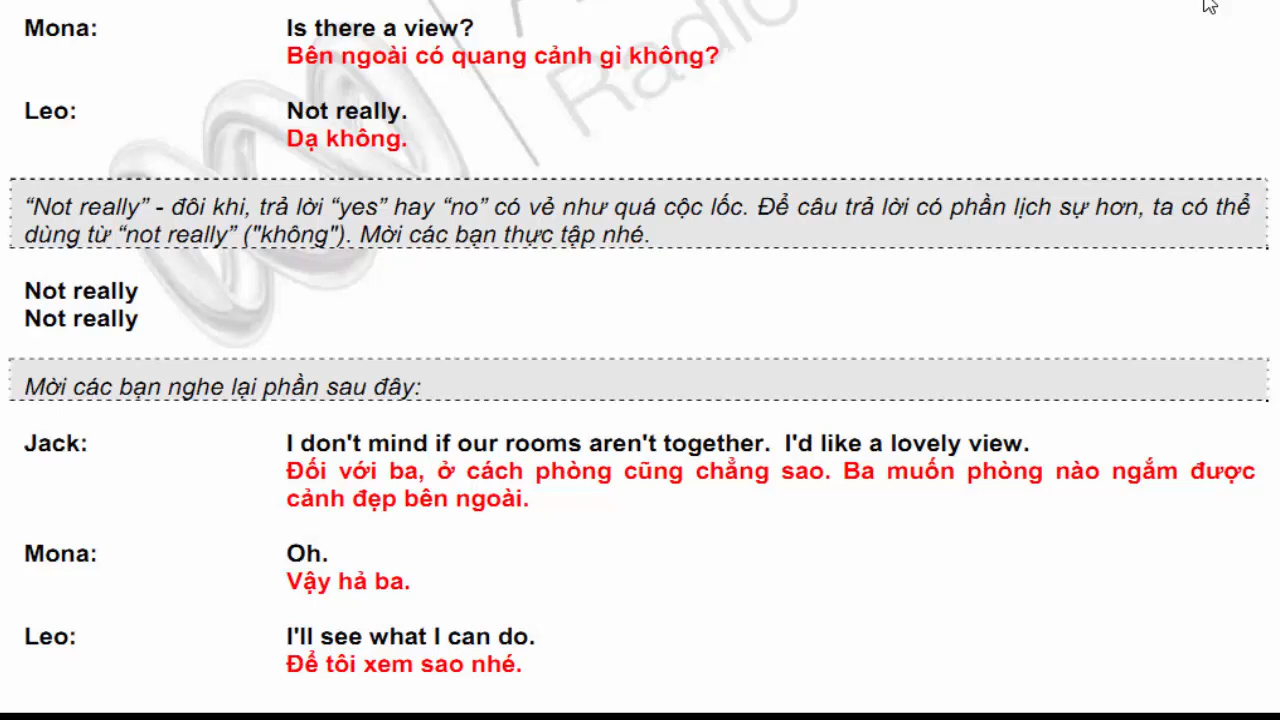 Mona: Is there a view?
Bên ngoài có quang cảnh gì không?
Leo: Not really.
Dạ không.
“Not really” - đôi khi, trả lời “yes” hay “no” có vẻ như quá cộc lốc. Để câu trả lời có phần lịch sự hơn, ta có thể
dùng từ “not really” ("không"). Mời các bạn thực tập nhé.
Not really
Not really
Mời các bạn nghe lại phần sau đây:
Jack: I don't mind if our rooms aren't together. I'd like a lovely view.
Đối với ba, ở cách phòng cũng chẳng sao. Ba muốn phòng nào ngắm được
cảnh đẹp bên ngoài.
Mona: Oh.
Vậy hả ba.
Leo: I'll see what I can do.
Để tôi xem sao nhé.
Radio